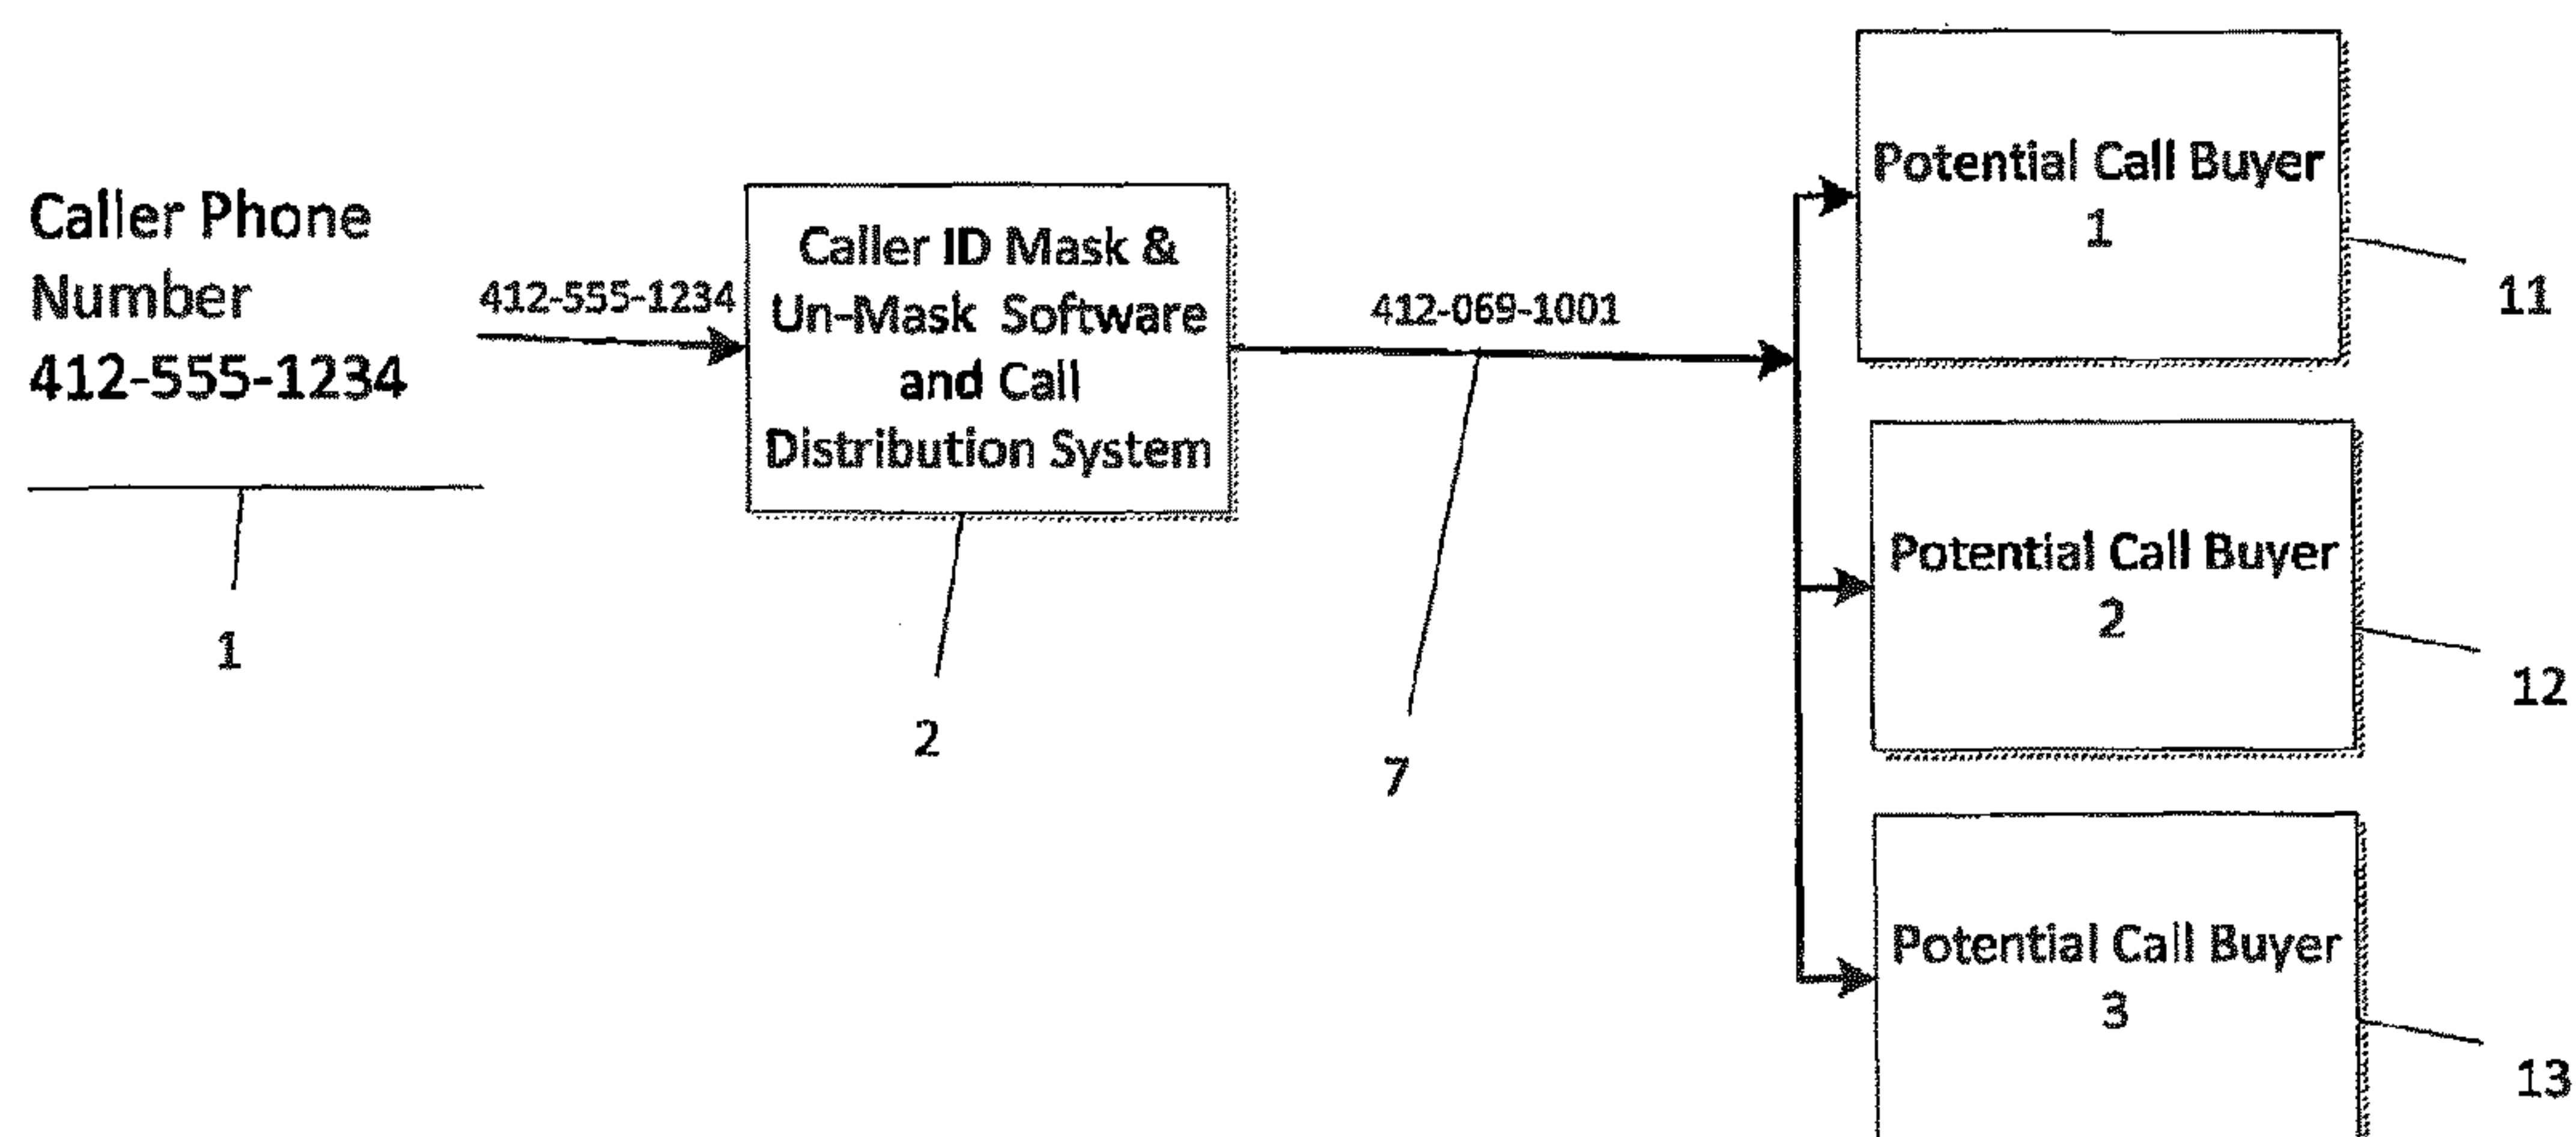 Caller Phone
Number
412-555-1234
1
412-555-1234
Caller ID Mask &
Un-Mask Software
and Call
Distribution System
2
412-069-1001
7
Potential Call Buyer
1
11
Potential Call Buyer
2
12
Potential Call Buyer
3
13